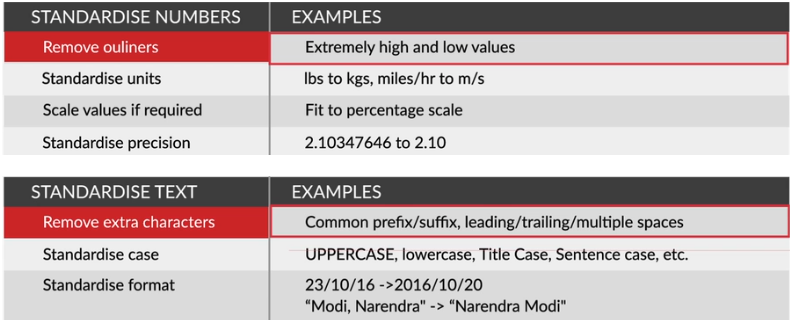 STANDARDISE NUMBERS EXAMPLES
Remove ouliners Extremely high and low values
Standardise units lbs to kgs, miles/hr to m/s
Scale values if required Fit to percentage scale
Standardise precision 2.10347646 to 2.10
STANDARDISE TEXT EXAMPLES
Remove extra characters Common prefix/suffix, leading/trailing/multiple spaces
Standardise case UPPERCASE, lowercase, Title Case, Sentence case, etc.
Standardise format 23/10/16 ->2016/10/20
“Modi, Narendra" -> “Narendra Modi"